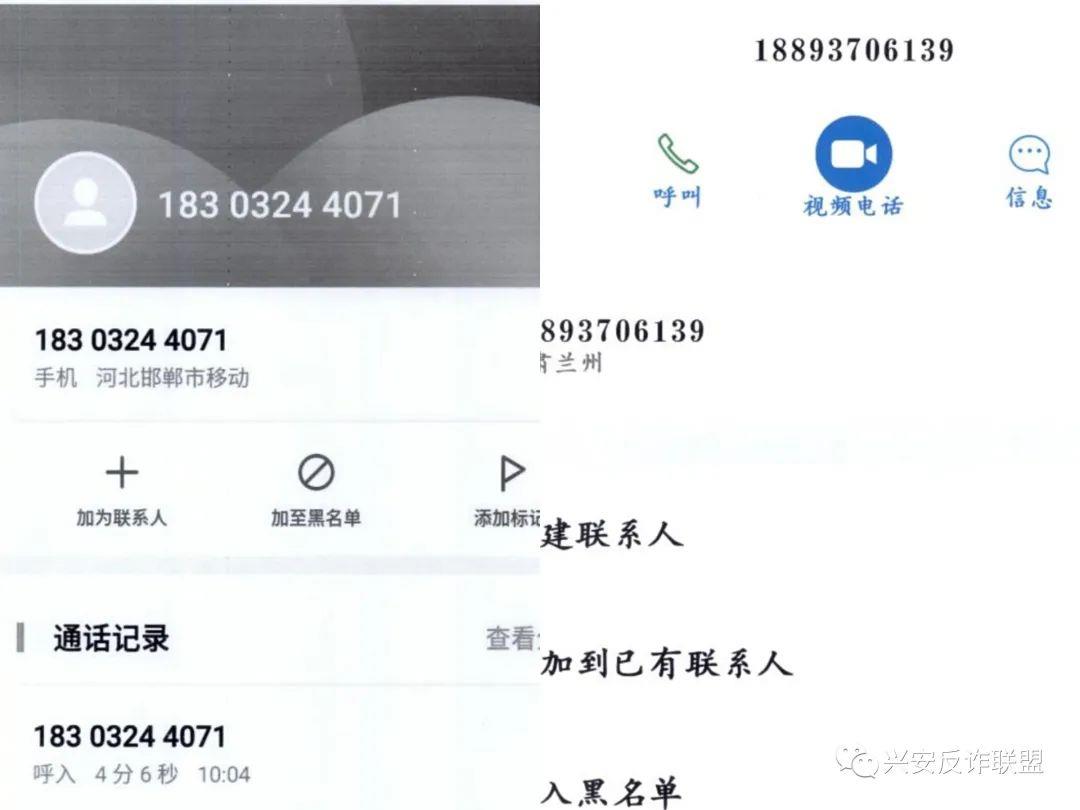 183 0324 4071
183 0324 4071
手机 河北邯郸市移动
加为联系人
加至黑名单
添加标记
通话记录
查看
183 0324 4071
呼入 4分6秒 10:04
18893706139
呼叫
视频电话
信息
893706139
肃兰州
建联系人
加到已有联系人
入黑名单
兴安反诈联盟